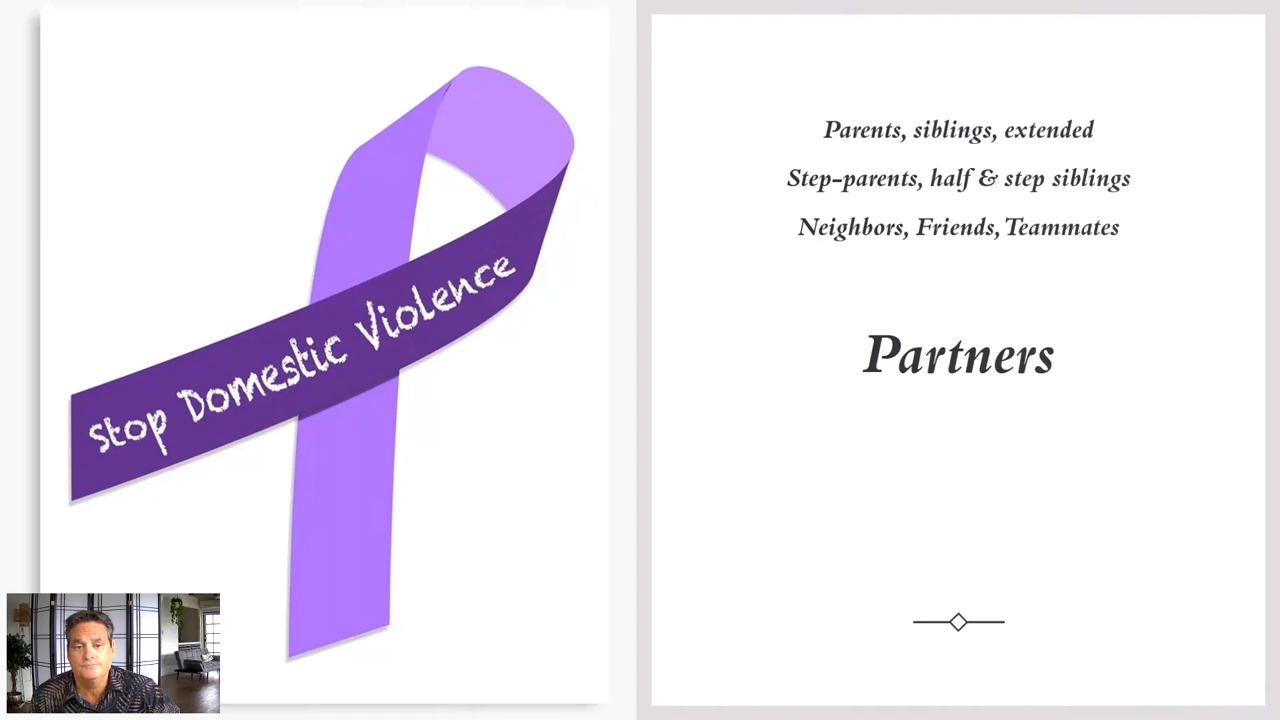 Stop Domestic Violence
Parents, siblings, extended
Step-parents, half & step siblings
Neighbors, Friends, Teammates
Partners